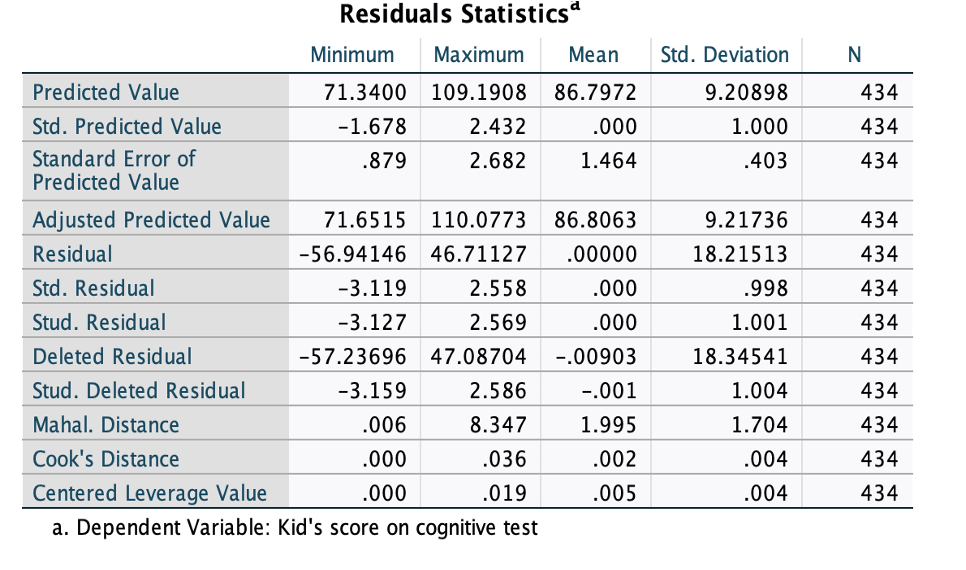 Residuals Statisticsa
Minimum Maximum Mean Std. Deviation N
Predicted Value 71.3400 109.1908 86.7972 9.20898 434
Std. Predicted Value -1.678 2.432 .000 1.000 434
Standard Error of
Predicted Value .879 2.682 1.464 .403 434
Adjusted Predicted Value 71.6515 110.0773 86.8063 9.21736 434
Residual -56.94146 46.71127 .00000 18.21513 434
Std. Residual -3.119 2.558 .000 .998 434
Stud. Residual -3.127 2.569 .000 1.001 434
Deleted Residual -57.23696 47.08704 -.00903 18.34541 434
Stud. Deleted Residual -3.159 2.586 -.001 1.004 434
Mahal. Distance .006 8.347 1.995 1.704 434
Cook's Distance .000 .036 .002 .004 434
Centered Leverage Value .000 .019 .005 .004 434
a. Dependent Variable: Kid's score on cognitive test